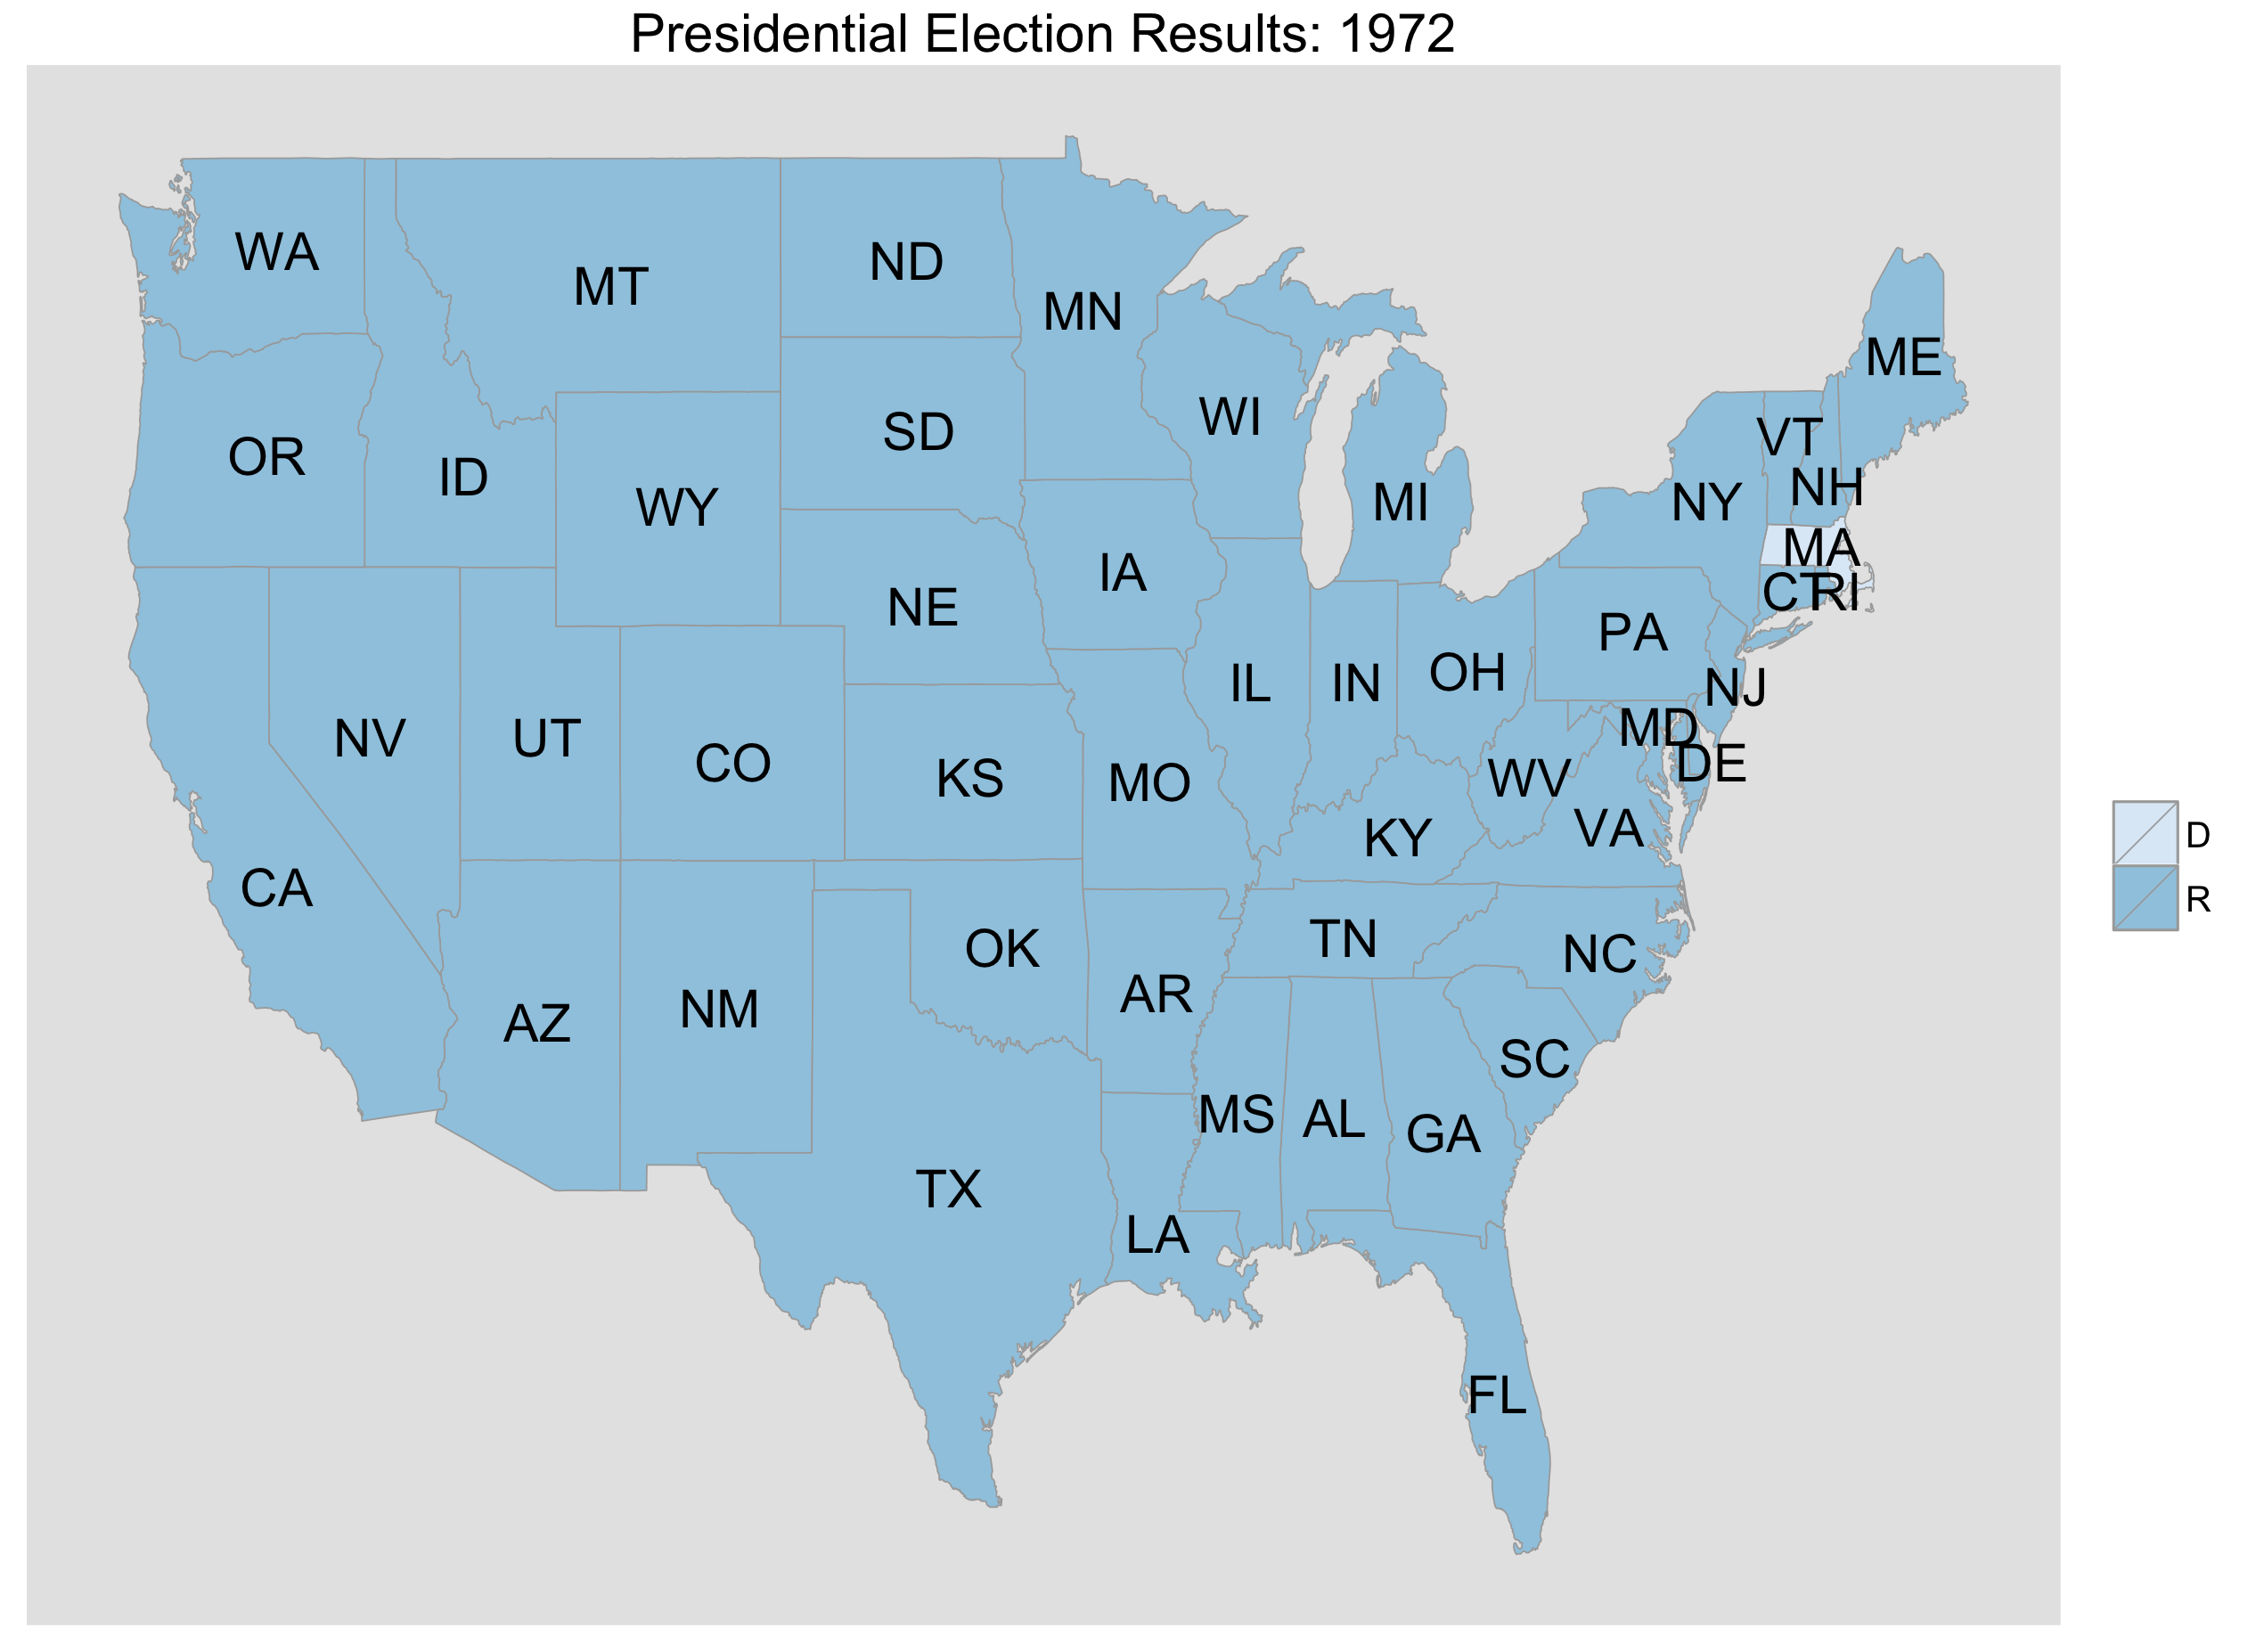 Presidential Election Results: 1972
WA
MT
ND
MN
ME
OR
ID
WY
SD
WI
MI
NY
VT
NH
MA
CT
RI
IA
NE
PA
NJ
IL
IN
OH
MD
DE
NV
UT
CO
KS
MO
WV
VA
KY
D
R
CA
OK
TN
NC
AR
AZ
NM
SC
MS
AL
GA
TX
LA
FL